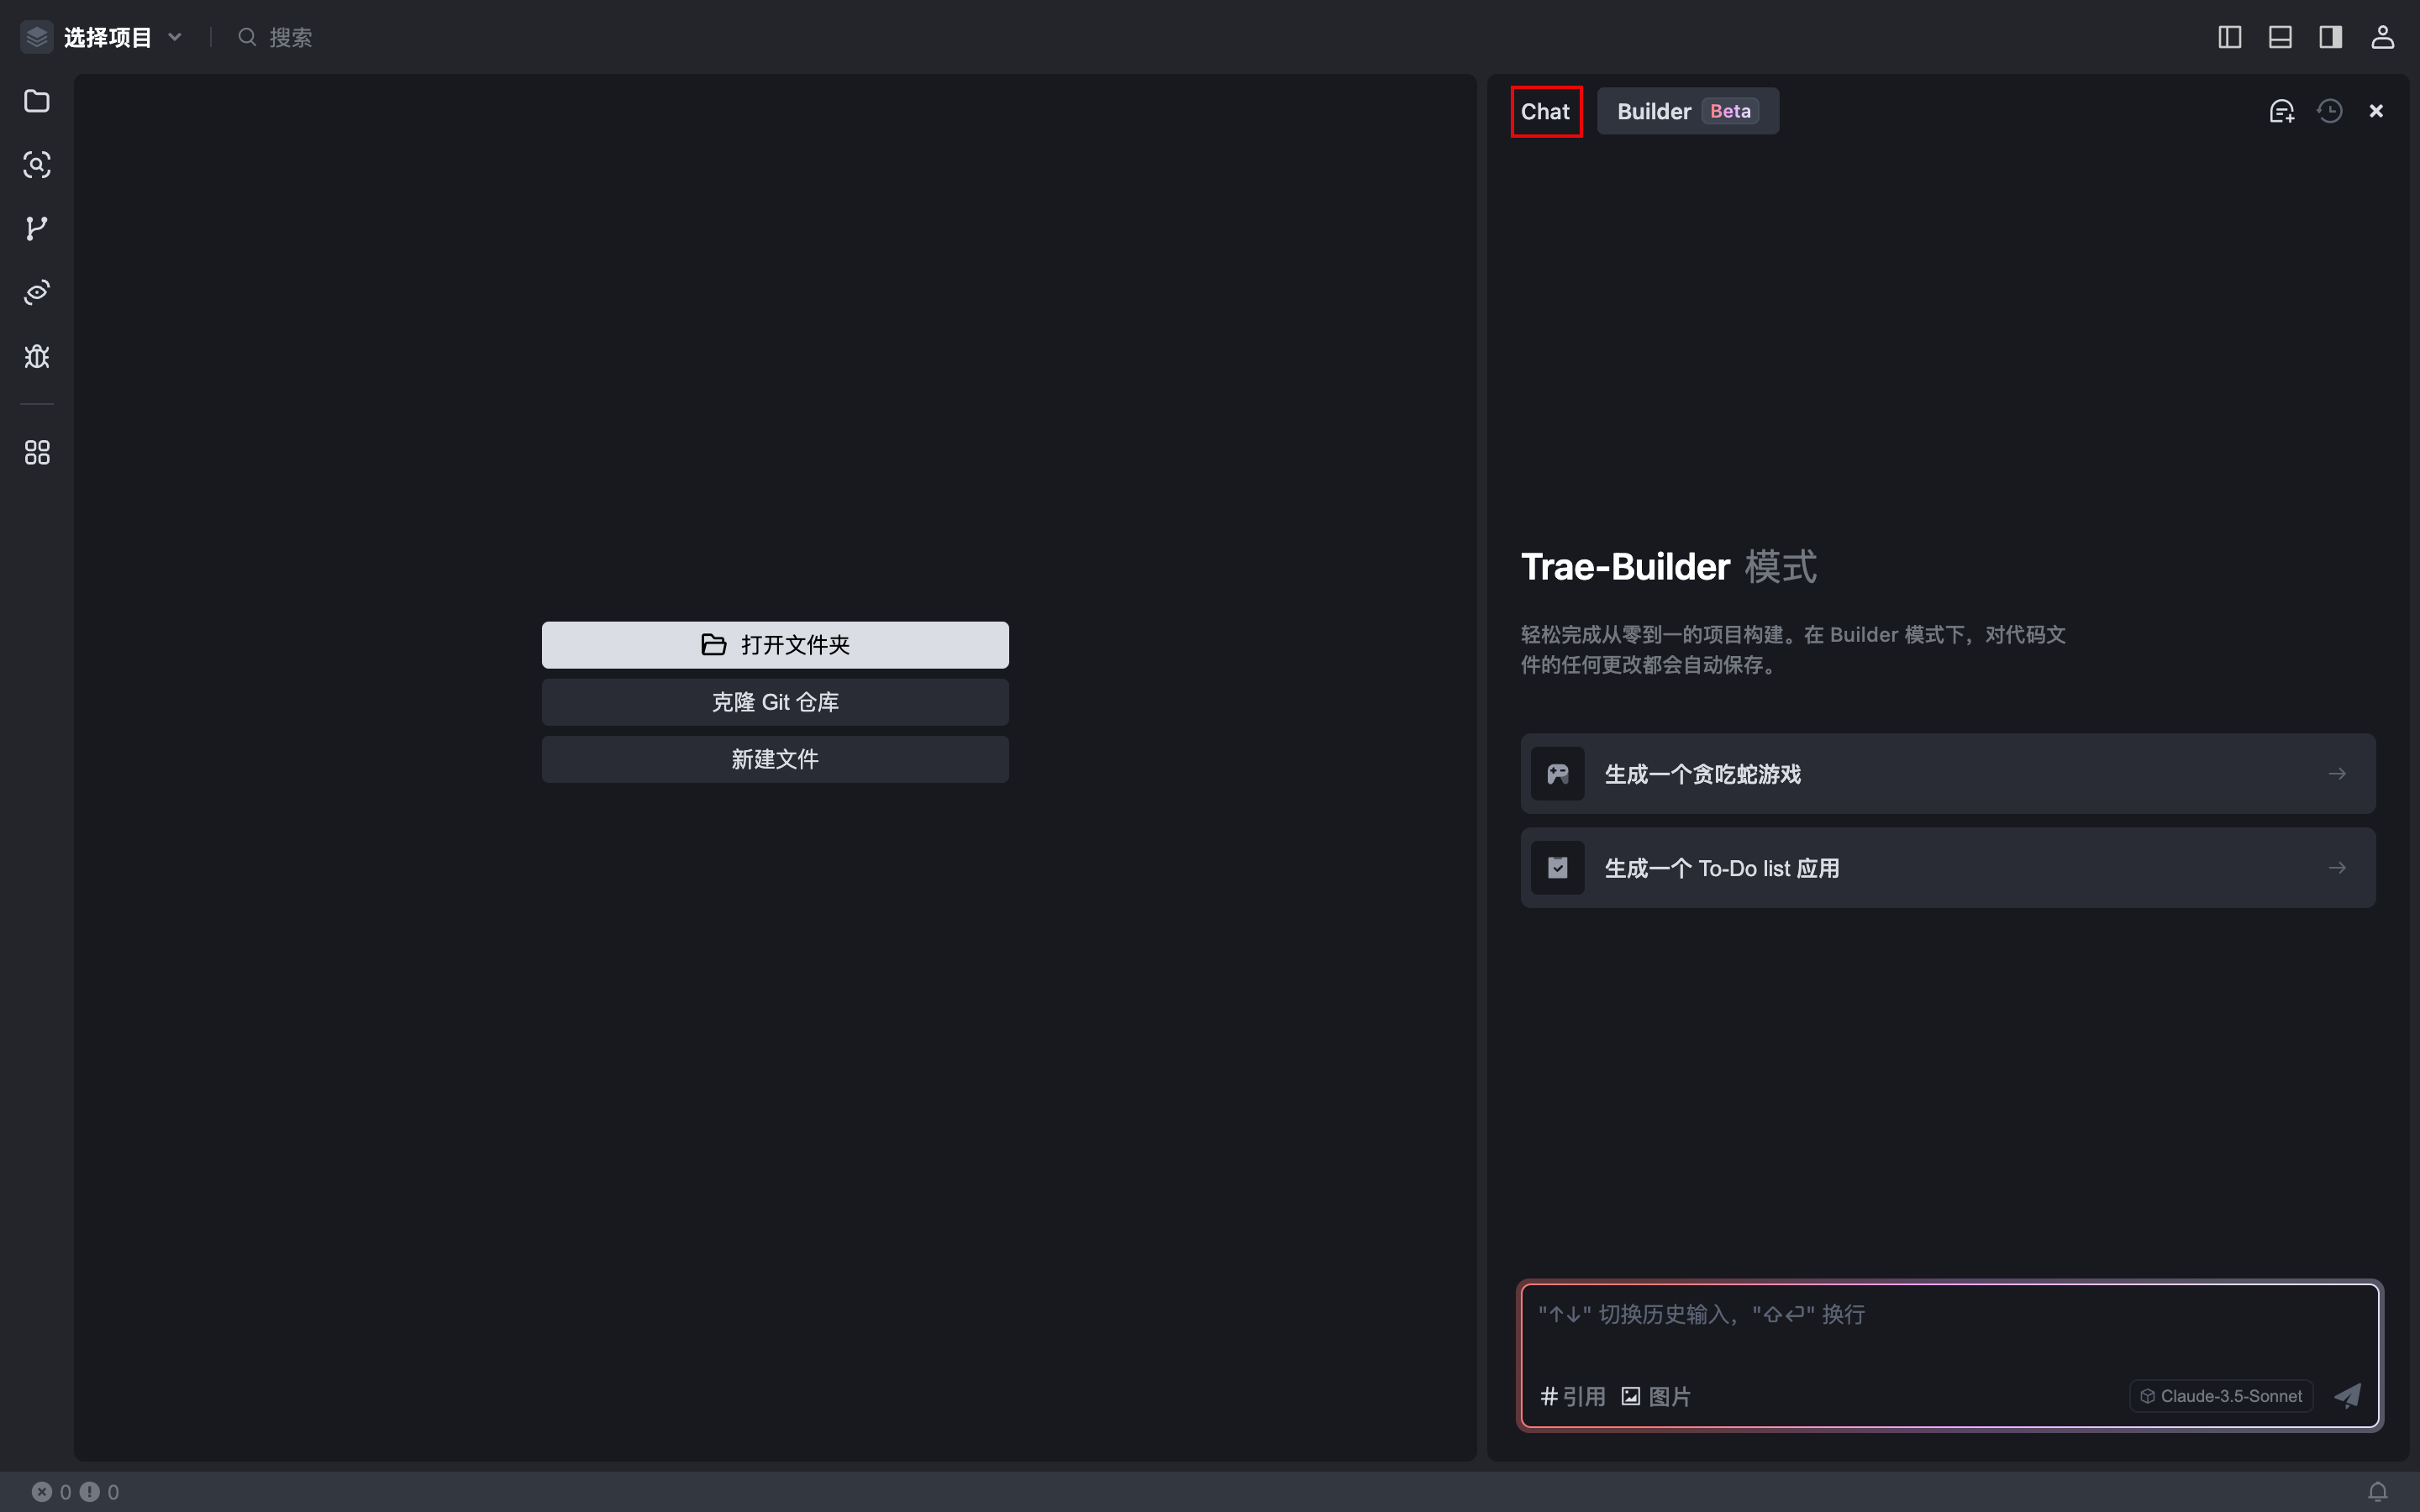 选择项目
搜索
Chat
Builder Beta
打开文件夹
克隆 Git 仓库
新建文件
Trae-Builder 模式
轻松完成从零到一的项目构建。在 Builder 模式下，对代码文
件的任何更改都会自动保存。
生成一个贪吃蛇游戏
生成一个 To-Do list 应用
"↑↓" 切换历史输入，"⇧⏎" 换行
#引用 图片
Claude-3.5-Sonnet
0 0